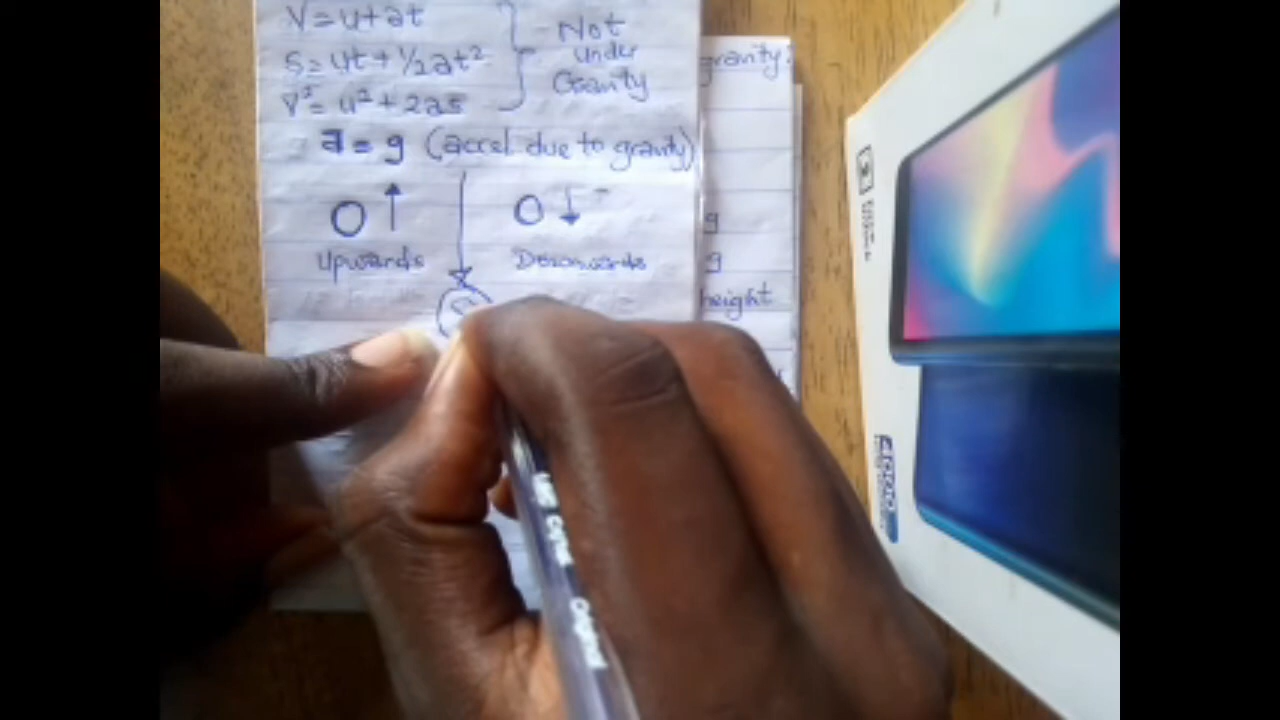 V=u+at
S=ut+½at²
V²=u²+2as
- Not
under
Gravity
a=g (accel due to gravity)
Upwards
Downwards
gravity?
g
g
height